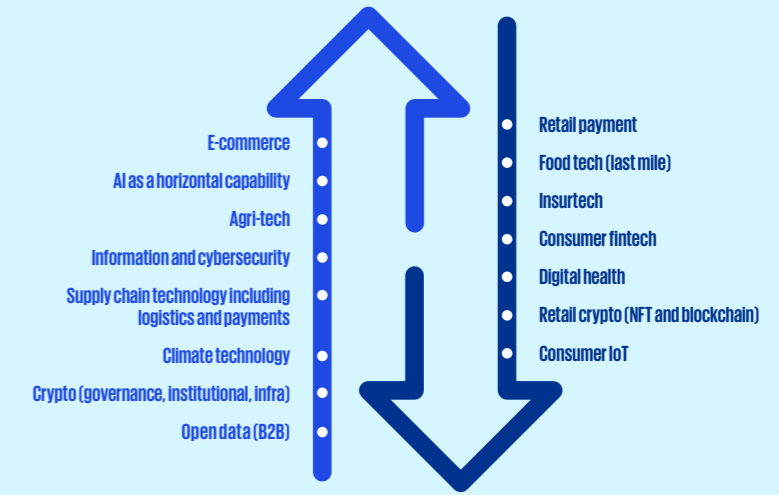 E-commerce
AI as a horizontal capability
Agri-tech
Information and cybersecurity
Supply chain technology including
logistics and payments
Climate technology
Crypto (governance, institutional, infra)
Open data (B2B)
Retail payment
Food tech (last mile)
Insurtech
Consumer fintech
Digital health
Retail crypto (NFT and blockchain)
Consumer IoT